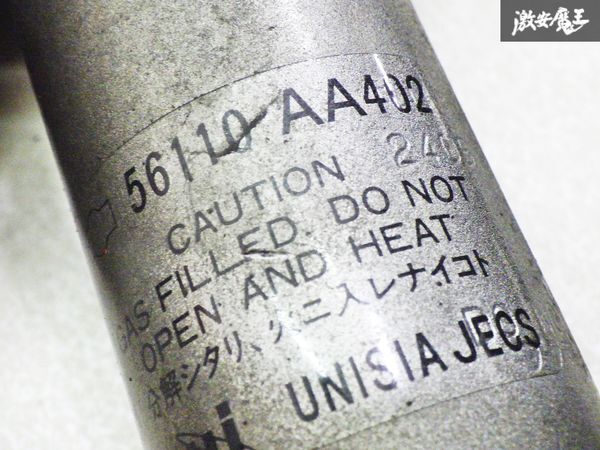 激安魔王
56110 AA402
CAUTION 240
GAS FILLED. DO NOT
OPEN AND HEAT
分解シタリ、火ニ入レナイコト
UNISIA JECS